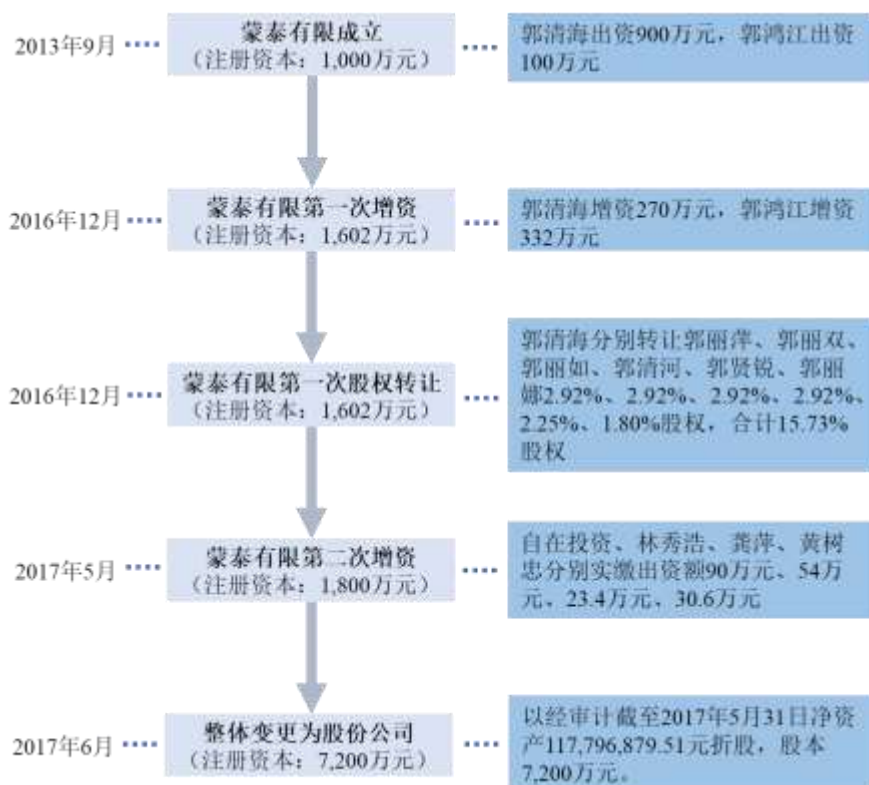 2013年9月
蒙泰有限成立
（注册资本：1,000万元）
郭清海出资900万元，郭鸿江出资
100万元
2016年12月
蒙泰有限第一次增资
（注册资本：1,602万元）
郭清海增资270万元，郭鸿江增资
332万元
2016年12月
蒙泰有限第一次股权转让
（注册资本：1,602万元）
郭清海分别转让郭丽萍、郭丽双、
郭丽如、郭清河、郭贤锐、郭丽
娜2.92%、2.92%、2.92%、2.92%、
2.25%、1.80%股权，合计15.73%
股权
2017年5月
蒙泰有限第二次增资
（注册资本：1,800万元）
自在投资、林秀浩、龚萍、黄树
忠分别实缴出资额90万元、54万
元、23.4万元、30.6万元
2017年6月
整体变更为股份公司
（注册资本：7,200万元）
以经审计截至2017年5月31日净资
产117,796,879.51元折股，股本
7,200万元。